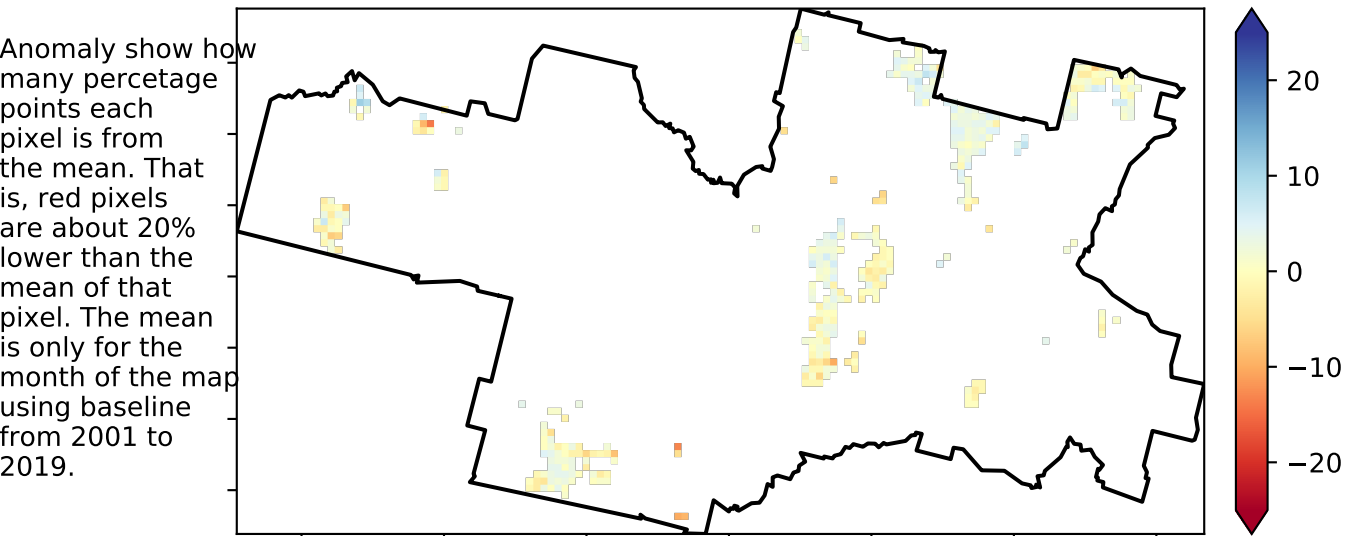 Anomaly show how
many percetage
points each
pixel is from
the mean. That
is, red pixels
are about 20%
lower than the
mean of that
pixel. The mean
is only for the
month of the map
using baseline
from 2001 to
2019.
20
10
0
−10
−20